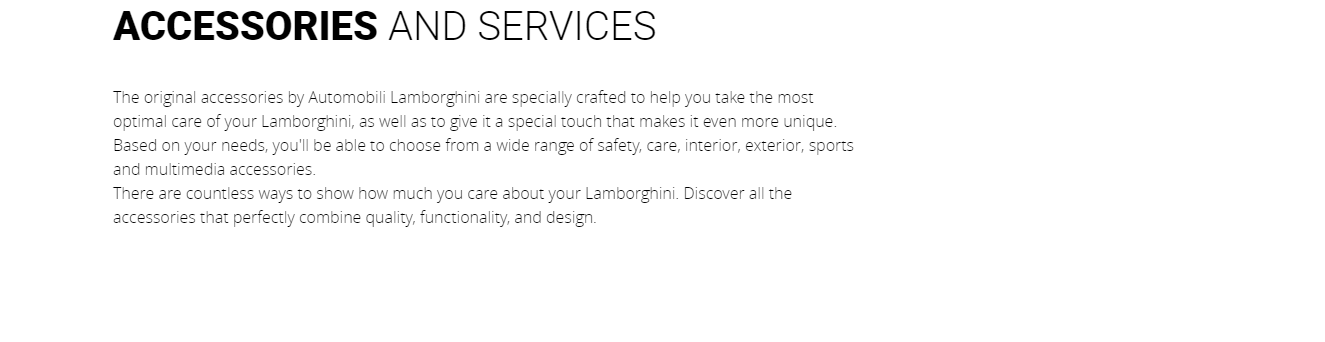 ACCESSORIES AND SERVICES
The original accessories by Automobili Lamborghini are specially crafted to help you take the most
optimal care of your Lamborghini, as well as to give it a special touch that makes it even more unique.
Based on your needs, you'll be able to choose from a wide range of safety, care, interior, exterior, sports
and multimedia accessories.
There are countless ways to show how much you care about your Lamborghini. Discover all the
accessories that perfectly combine quality, functionality, and design.